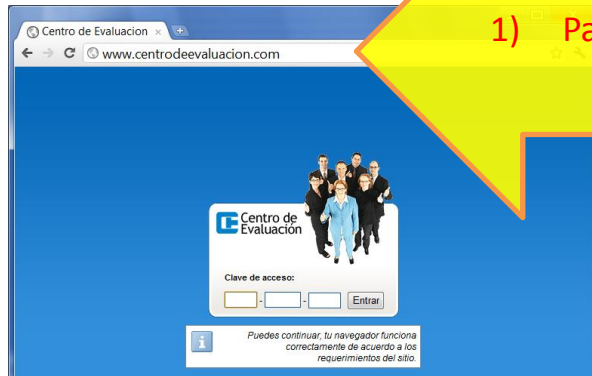 1) Pa
Centro de Evaluacion
www.centrodeevaluacion.com
Centro de
Evaluación
Clave de acceso:
- - Entrar
Puedes continuar, tu navegador funciona
correctamente de acuerdo a los
requerimientos del sitio.